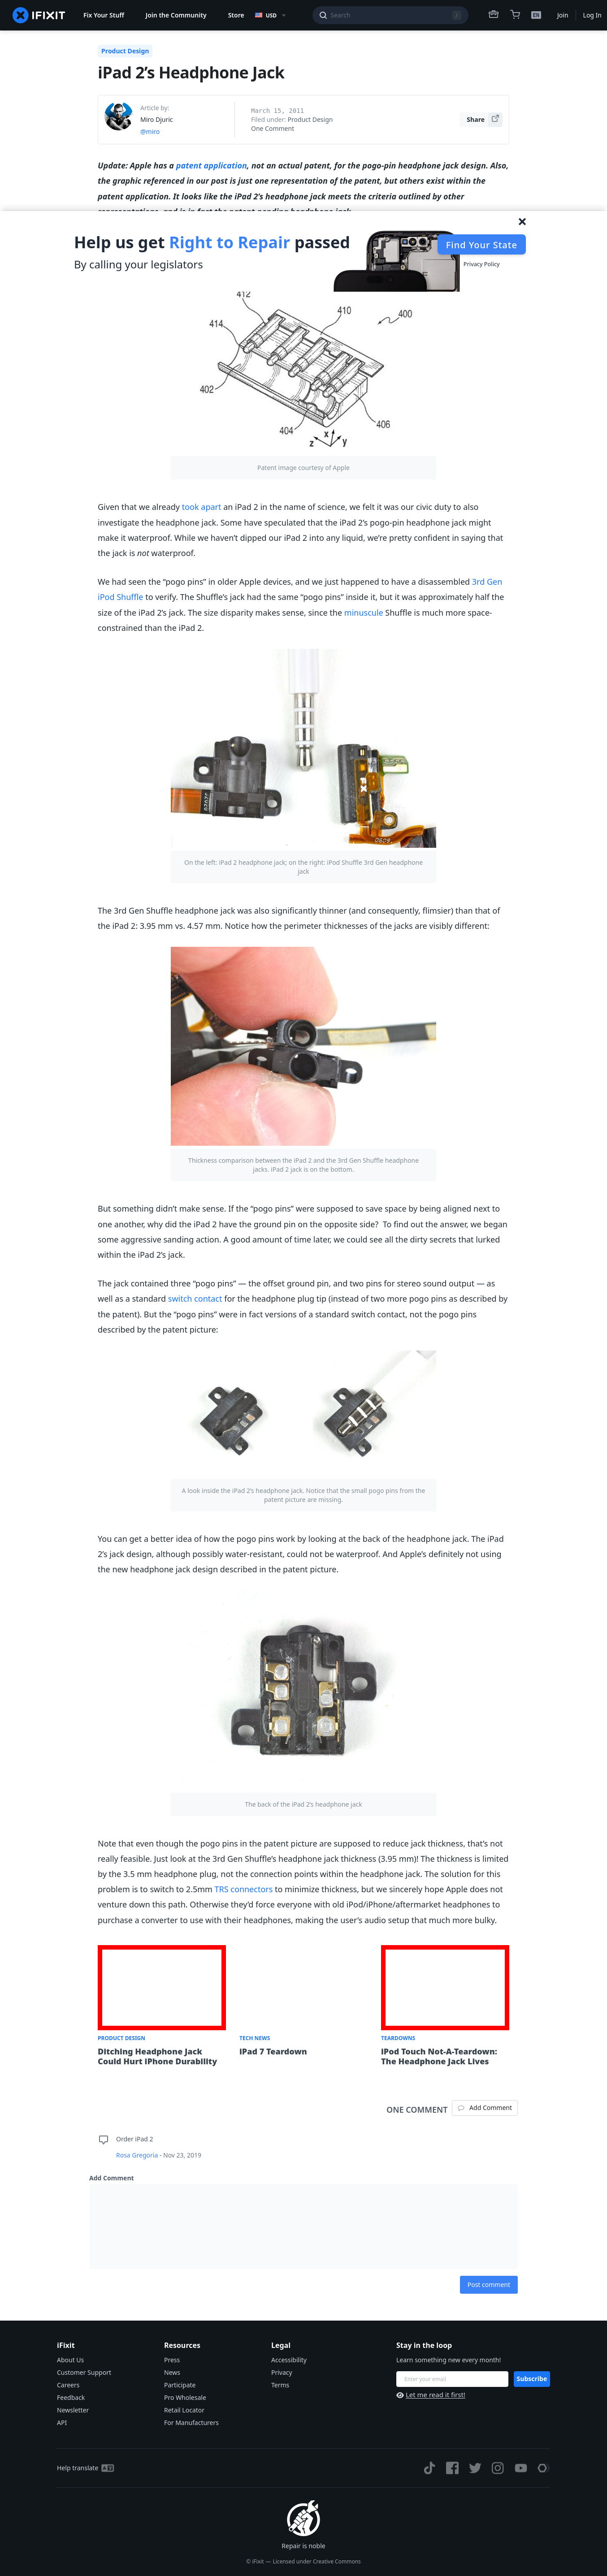 IFIXIT
Fix Your Stuff
Join the Community
Store
USD
Search
/
EN
Join
Log In
Product Design
iPad 2’s Headphone Jack
Article by:
Miro Djuric
@miro
March 15, 2011
Filed under: Product Design
One Comment
Share
Update: Apple has a patent application, not an actual patent, for the pogo-pin headphone jack design. Also,
the graphic referenced in our post is just one representation of the patent, but others exist within the
patent application. It looks like the iPad 2’s headphone jack meets the criteria outlined by other
Help us get Right to Repair passed
By calling your legislators
Find Your State
Privacy Policy
412
414
410
400
402
404
406
x
y
z
Patent image courtesy of Apple
Given that we already took apart an iPad 2 in the name of science, we felt it was our civic duty to also
investigate the headphone jack. Some have speculated that the iPad 2’s pogo-pin headphone jack might
make it waterproof. While we haven’t dipped our iPad 2 into any liquid, we’re pretty confident in saying that
the jack is not waterproof.
We had seen the “pogo pins” in older Apple devices, and we just happened to have a disassembled 3rd Gen
iPod Shuffle to verify. The Shuffle’s jack had the same “pogo pins” inside it, but it was approximately half the
size of the iPad 2’s jack. The size disparity makes sense, since the minuscule Shuffle is much more space-
constrained than the iPad 2.
On the left: iPad 2 headphone jack; on the right: iPod Shuffle 3rd Gen headphone
jack
The 3rd Gen Shuffle headphone jack was also significantly thinner (and consequently, flimsier) than that of
the iPad 2: 3.95 mm vs. 4.57 mm. Notice how the perimeter thicknesses of the jacks are visibly different:
Thickness comparison between the iPad 2 and the 3rd Gen Shuffle headphone
jacks. iPad 2 jack is on the bottom.
But something didn’t make sense. If the “pogo pins” were supposed to save space by being aligned next to
one another, why did the iPad 2 have the ground pin on the opposite side? To find out the answer, we began
some aggressive sanding action. A good amount of time later, we could see all the dirty secrets that lurked
within the iPad 2’s jack.
The jack contained three “pogo pins” — the offset ground pin, and two pins for stereo sound output — as
well as a standard switch contact for the headphone plug tip (instead of two more pogo pins as described by
the patent). But the “pogo pins” were in fact versions of a standard switch contact, not the pogo pins
described by the patent picture:
A look inside the iPad 2’s headphone jack. Notice that the small pogo pins from the
patent picture are missing.
You can get a better idea of how the pogo pins work by looking at the back of the headphone jack. The iPad
2’s jack design, although possibly water-resistant, could not be waterproof. And Apple’s definitely not using
the new headphone jack design described in the patent picture.
The back of the iPad 2’s headphone jack
Note that even though the pogo pins in the patent picture are supposed to reduce jack thickness, that’s not
really feasible. Just look at the 3rd Gen Shuffle’s headphone jack thickness (3.95 mm)! The thickness is limited
by the 3.5 mm headphone plug, not the connection points within the headphone jack. The solution for this
problem is to switch to 2.5mm TRS connectors to minimize thickness, but we sincerely hope Apple does not
venture down this path. Otherwise they’d force everyone with old iPod/iPhone/aftermarket headphones to
purchase a converter to use with their headphones, making the user’s audio setup that much more bulky.
PRODUCT DESIGN
Ditching Headphone Jack
Could Hurt iPhone Durability
TECH NEWS
iPad 7 Teardown
TEARDOWNS
iPod Touch Not-A-Teardown:
The Headphone Jack Lives
ONE COMMENT
Add Comment
Order iPad 2
Rosa Gregoria - Nov 23, 2019
Add Comment
Post comment
iFixit
About Us
Customer Support
Careers
Feedback
Newsletter
API
Resources
Press
News
Participate
Pro Wholesale
Retail Locator
For Manufacturers
Legal
Accessibility
Privacy
Terms
Stay in the loop
Learn something new every month!
Enter your email
Subscribe
Let me read it first!
Help translate
Repair is noble
© iFixit — Licensed under Creative Commons